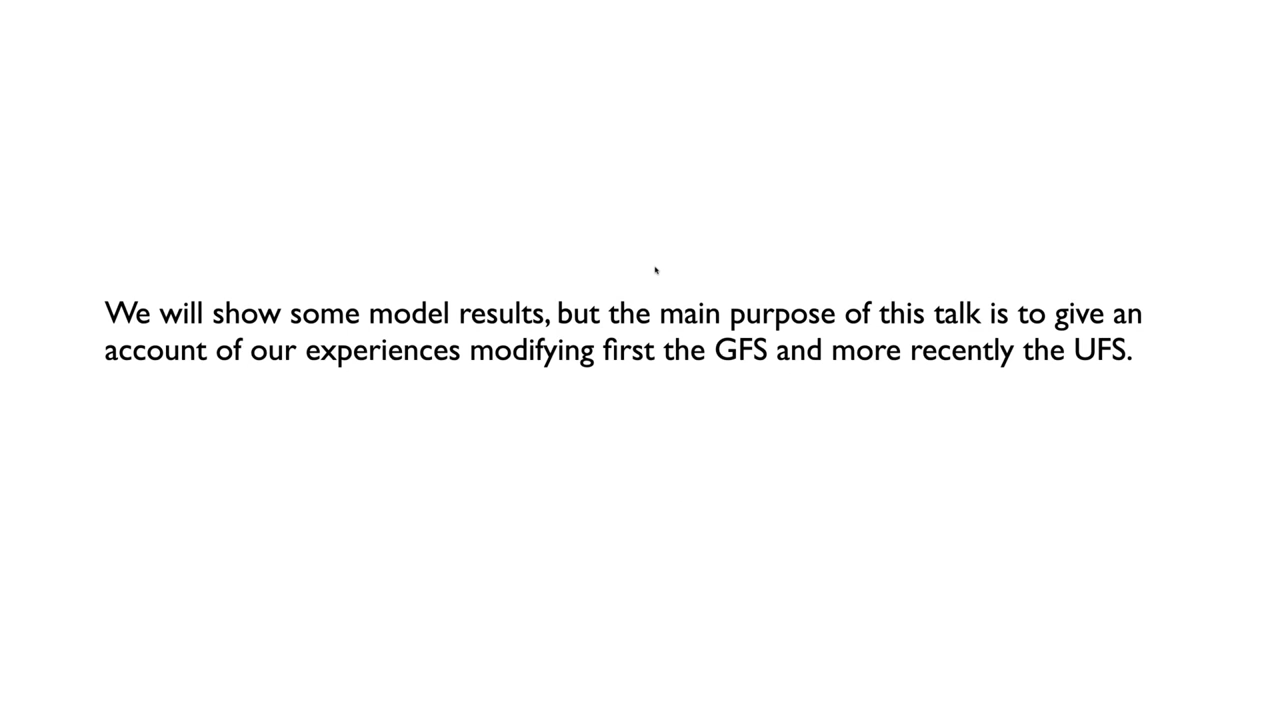 We will show some model results, but the main purpose of this talk is to give an
account of our experiences modifying first the GFS and more recently the UFS.